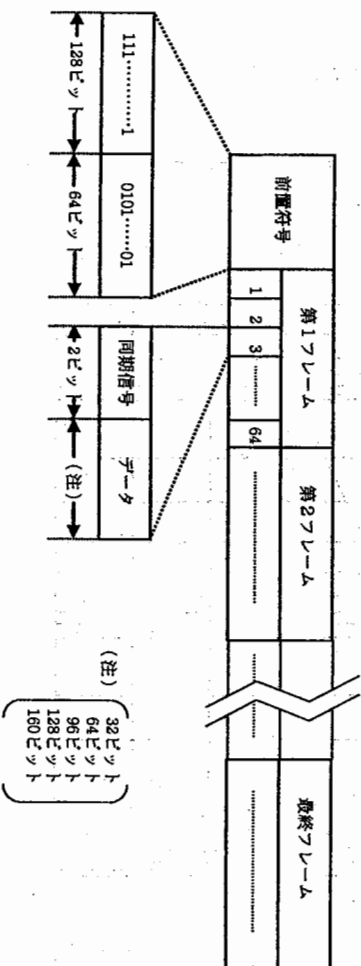 前置符号
第1フレーム
第2フレーム
最終フレーム
1
2
3
64
111………………1
0101……01
同期信号
データ
128ビット
64ビット
2ビット
(注)
(注)
32ビット
64ビット
96ビット
128ビット
160ビット